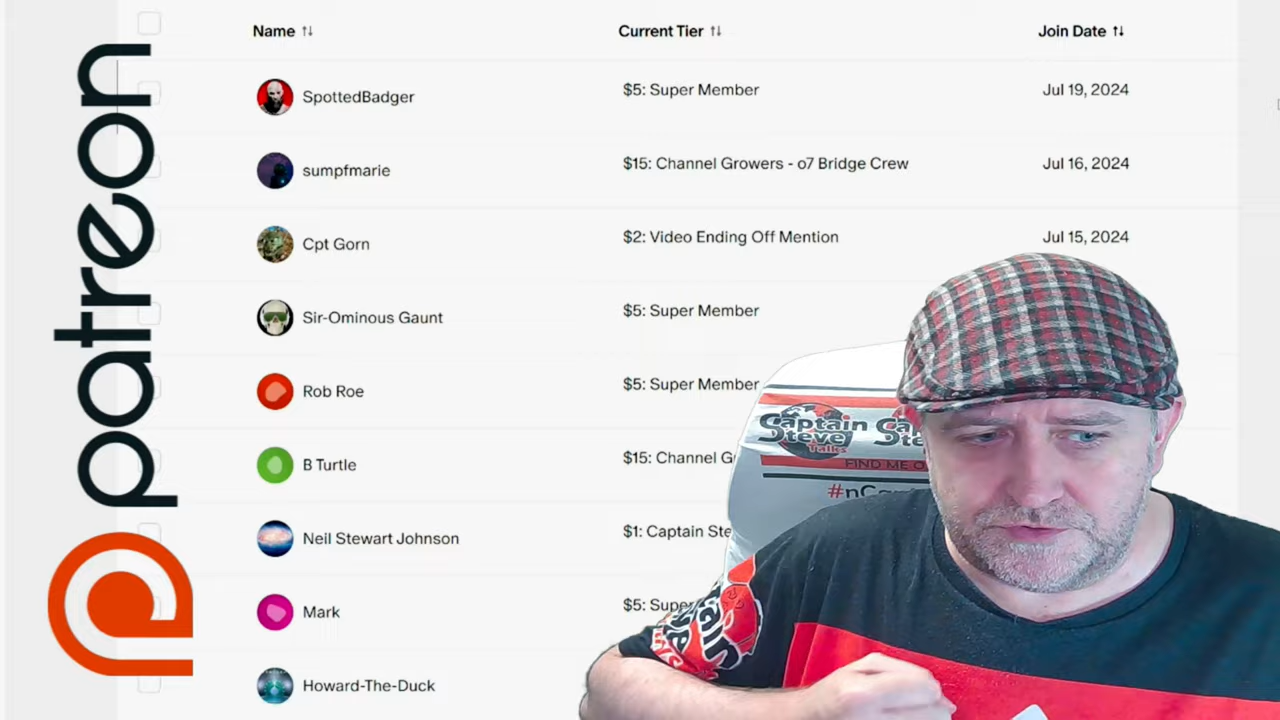 patreon
Name Current Tier Join Date
SpottedBadger $5: Super Member Jul 19, 2024
sumpfmarie $15: Channel Growers - o7 Bridge Crew Jul 16, 2024
Cpt Gorn $2: Video Ending Off Mention Jul 15, 2024
Sir-Ominous Gaunt $5: Super Member
Rob Roe $5: Super Member
B Turtle $15: Channel G
Neil Stewart Johnson $1: Captain Ste
Mark $5: Supe
Howard-The-Duck
Captain
Steve
Talks
FIND ME O
#nCa